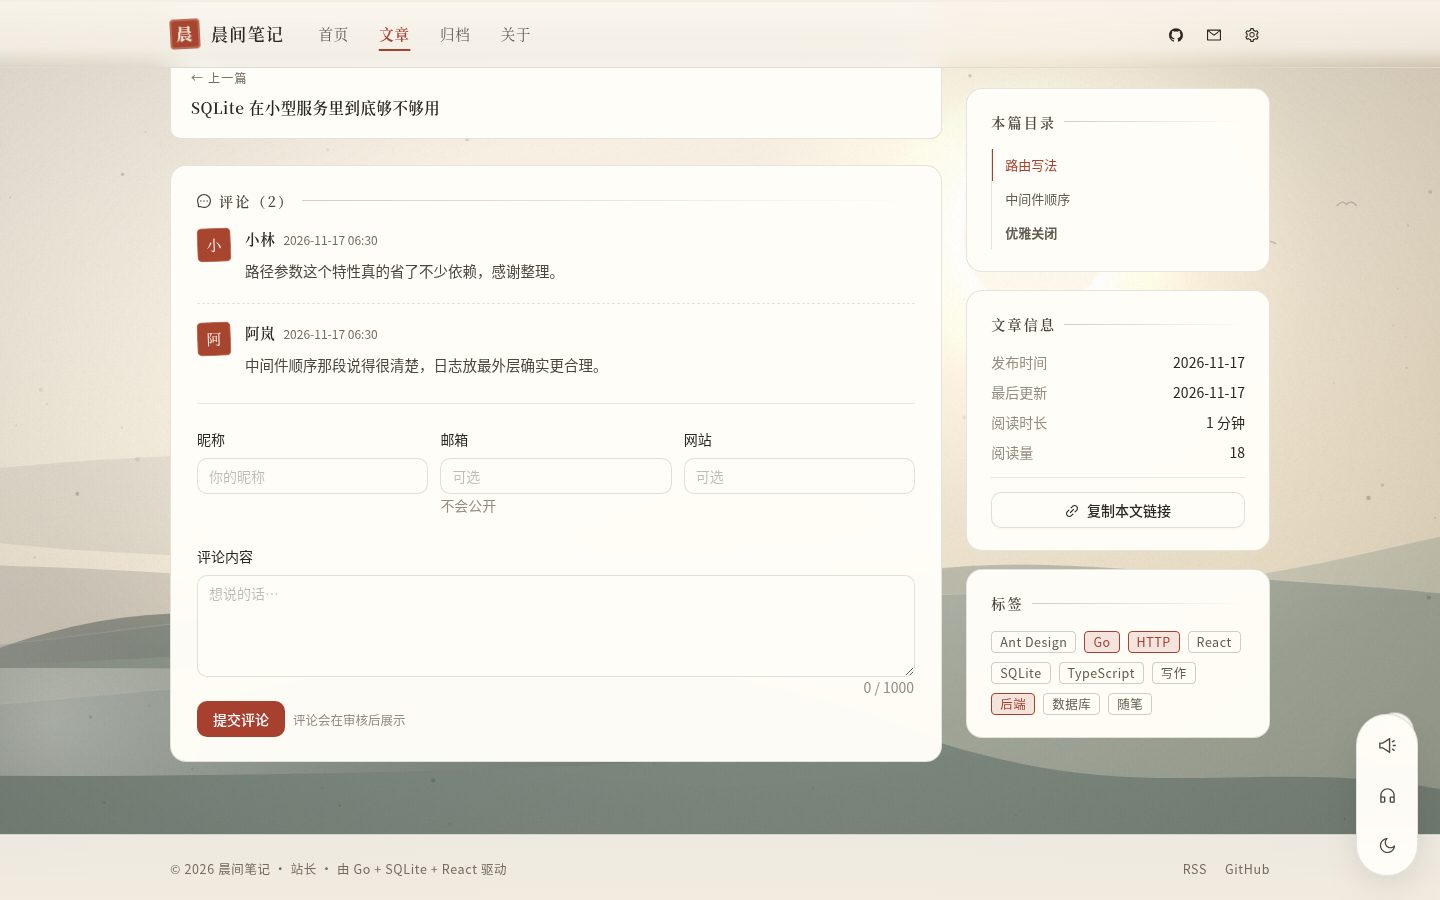 晨
晨间笔记
首页
文章
归档
关于
← 上一篇
SQLite 在小型服务里到底够不够用
评论（2）
小
小林 2026-11-17 06:30
路径参数这个特性真的省了不少依赖，感谢整理。
阿
阿岚 2026-11-17 06:30
中间件顺序那段说得很清楚，日志放最外层确实更合理。
昵称
你的昵称
邮箱
可选
不会公开
网站
可选
评论内容
想说的话…
0 / 1000
提交评论
评论会在审核后展示
本篇目录
路由写法
中间件顺序
优雅关闭
文章信息
发布时间 2026-11-17
最后更新 2026-11-17
阅读时长 1 分钟
阅读量 18
复制本文链接
标签
Ant Design Go HTTP React
SQLite TypeScript 写作
后端 数据库 随笔
© 2026 晨间笔记 · 站长 · 由 Go + SQLite + React 驱动
RSS GitHub